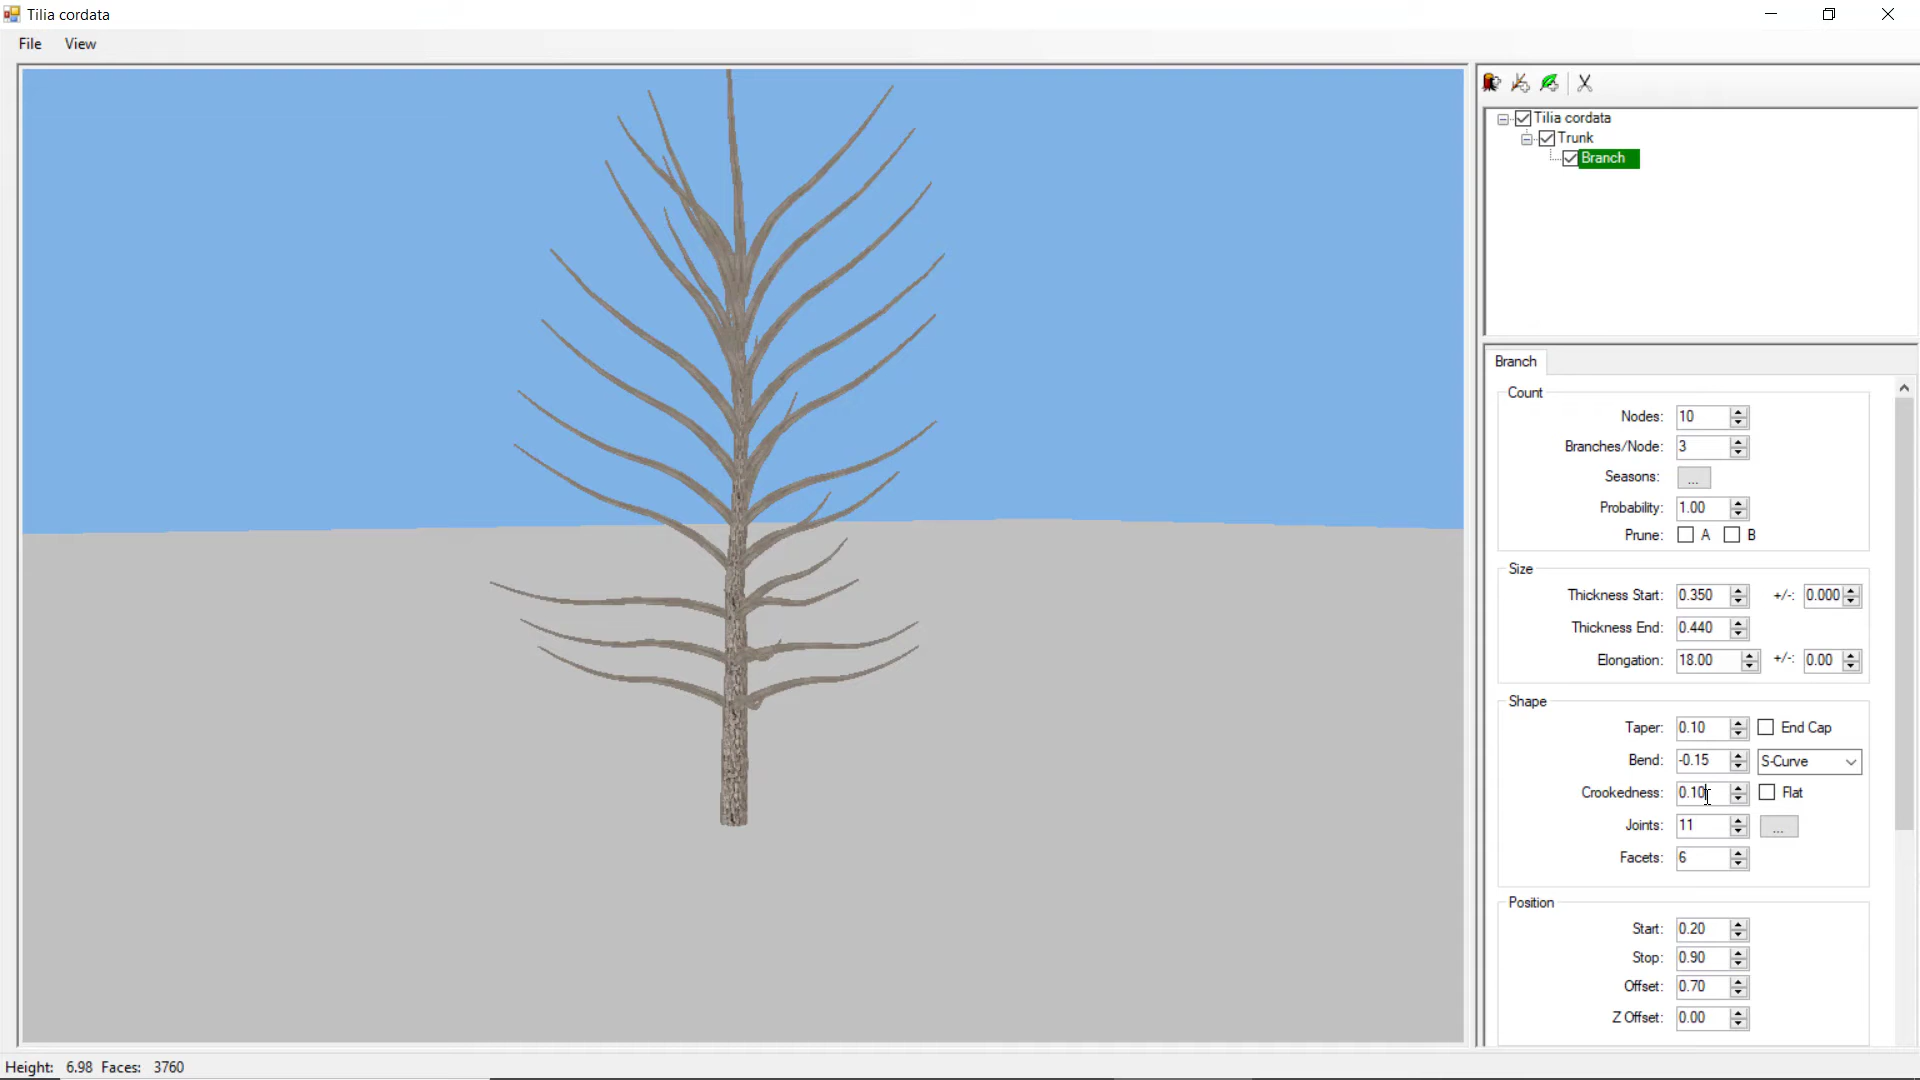 Tilia cordata
File View
Tilia cordata
Trunk
Branch
Branch
Count
Nodes: 10
Branches/Node: 3
Seasons: ...
Probability: 1.00
Prune: A B
Size
Thickness Start: 0.350 +/-: 0.000
Thickness End: 0.440
Elongation: 18.00 +/-: 0.00
Shape
Taper: 0.10 End Cap
Bend: -0.15 S-Curve
Crookedness: 0.10 Flat
Joints: 11 ...
Facets: 6
Position
Start: 0.20
Stop: 0.90
Offset: 0.70
Z Offset: 0.00
Height: 6.98 Faces: 3760